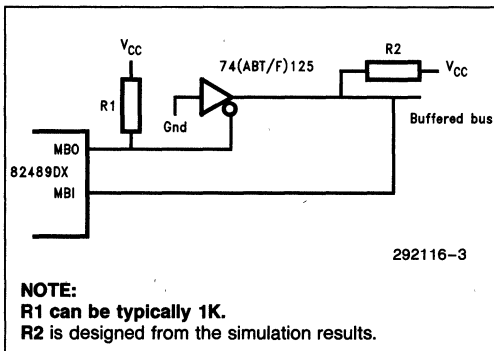 74(ABT/F)125
R2
VCC
VCC
R1
Gnd
Buffered bus
MBO
82489DX
MBI
292116-3
NOTE:
R1 can be typically 1K.
R2 is designed from the simulation results.